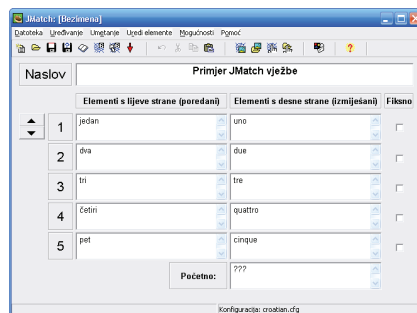 JMatch: [Bezimena]
Datoteka Uređivanje Umetanje Uredi elemente Mogućnosti Pomoć
Naslov
Primjer JMatch vježbe
Elementi s lijeve strane (poredani) Elementi s desne strane (izmiješani) Fiksno
1 jedan uno
2 dva due
3 tri tre
4 četiri quattro
5 pet cinque
Početno: ???
Konfiguracija: croatian.cfg